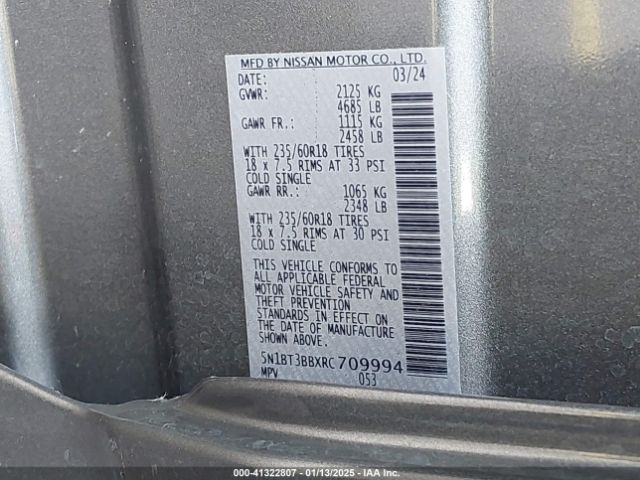 MFD BY NISSAN MOTOR CO., LTD.
DATE: 03/24
GVWR: 2125 KG
4685 LB
GAWR FR.: 1115 KG
2458 LB
WITH 235/60R18 TIRES
18 x 7.5 RIMS AT 33 PSI
COLD SINGLE
GAWR RR.: 1065 KG
2348 LB
WITH 235/60R18 TIRES
18 x 7.5 RIMS AT 30 PSI
COLD SINGLE
THIS VEHICLE CONFORMS TO
ALL APPLICABLE FEDERAL
MOTOR VEHICLE SAFETY AND
THEFT PREVENTION
STANDARDS IN EFFECT ON
THE DATE OF MANUFACTURE
SHOWN ABOVE.
5N1BT3BBXRC709994
MPV 053
000-41322807 - 01/13/2025 - IAA Inc.